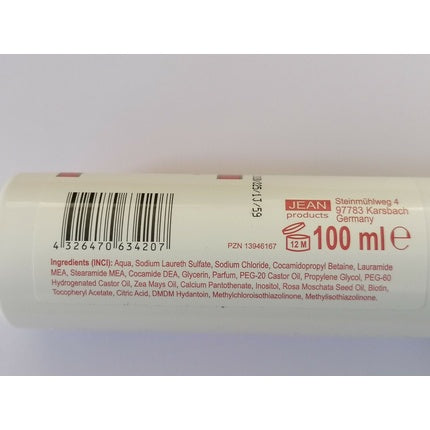 JEAN
products
Steinmühlweg 4
97783 Karsbach
Germany
4 326470 634207
PZN 13946167
12 M
100 ml e
Ingredients (INCI): Aqua, Sodium Laureth Sulfate, Sodium Chloride, Cocamidopropyl Betaine, Lauramide
MEA, Stearamide MEA, Cocamide DEA, Glycerin, Parfum, PEG-20 Castor Oil, Propylene Glycol, PEG-60
Hydrogenated Castor Oil, Zea Mays Oil, Calcium Pantothenate, Inositol, Rosa Moschata Seed Oil, Biotin,
Tocopheryl Acetate, Citric Acid, DMDM Hydantoin, Methylchloroisothiazolinone, Methylisothiazolinone.